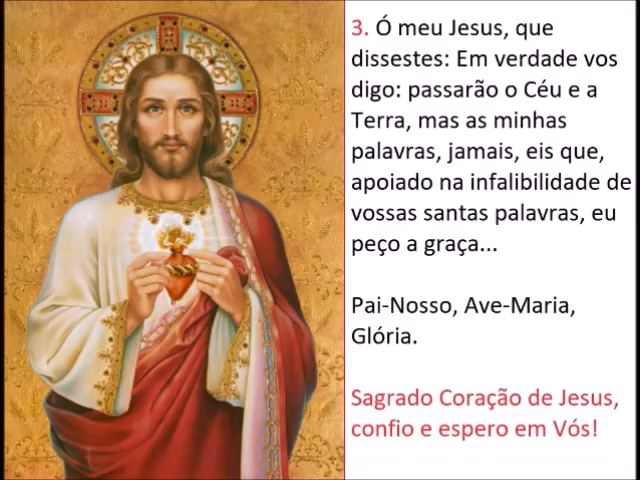 3. Ó meu Jesus, que
dissestes: Em verdade vos
digo: passarão o Céu e a
Terra, mas as minhas
palavras, jamais, eis que,
apoiado na infalibilidade de
vossas santas palavras, eu
peço a graça...
Pai-Nosso, Ave-Maria,
Glória.
Sagrado Coração de Jesus,
confio e espero em Vós!